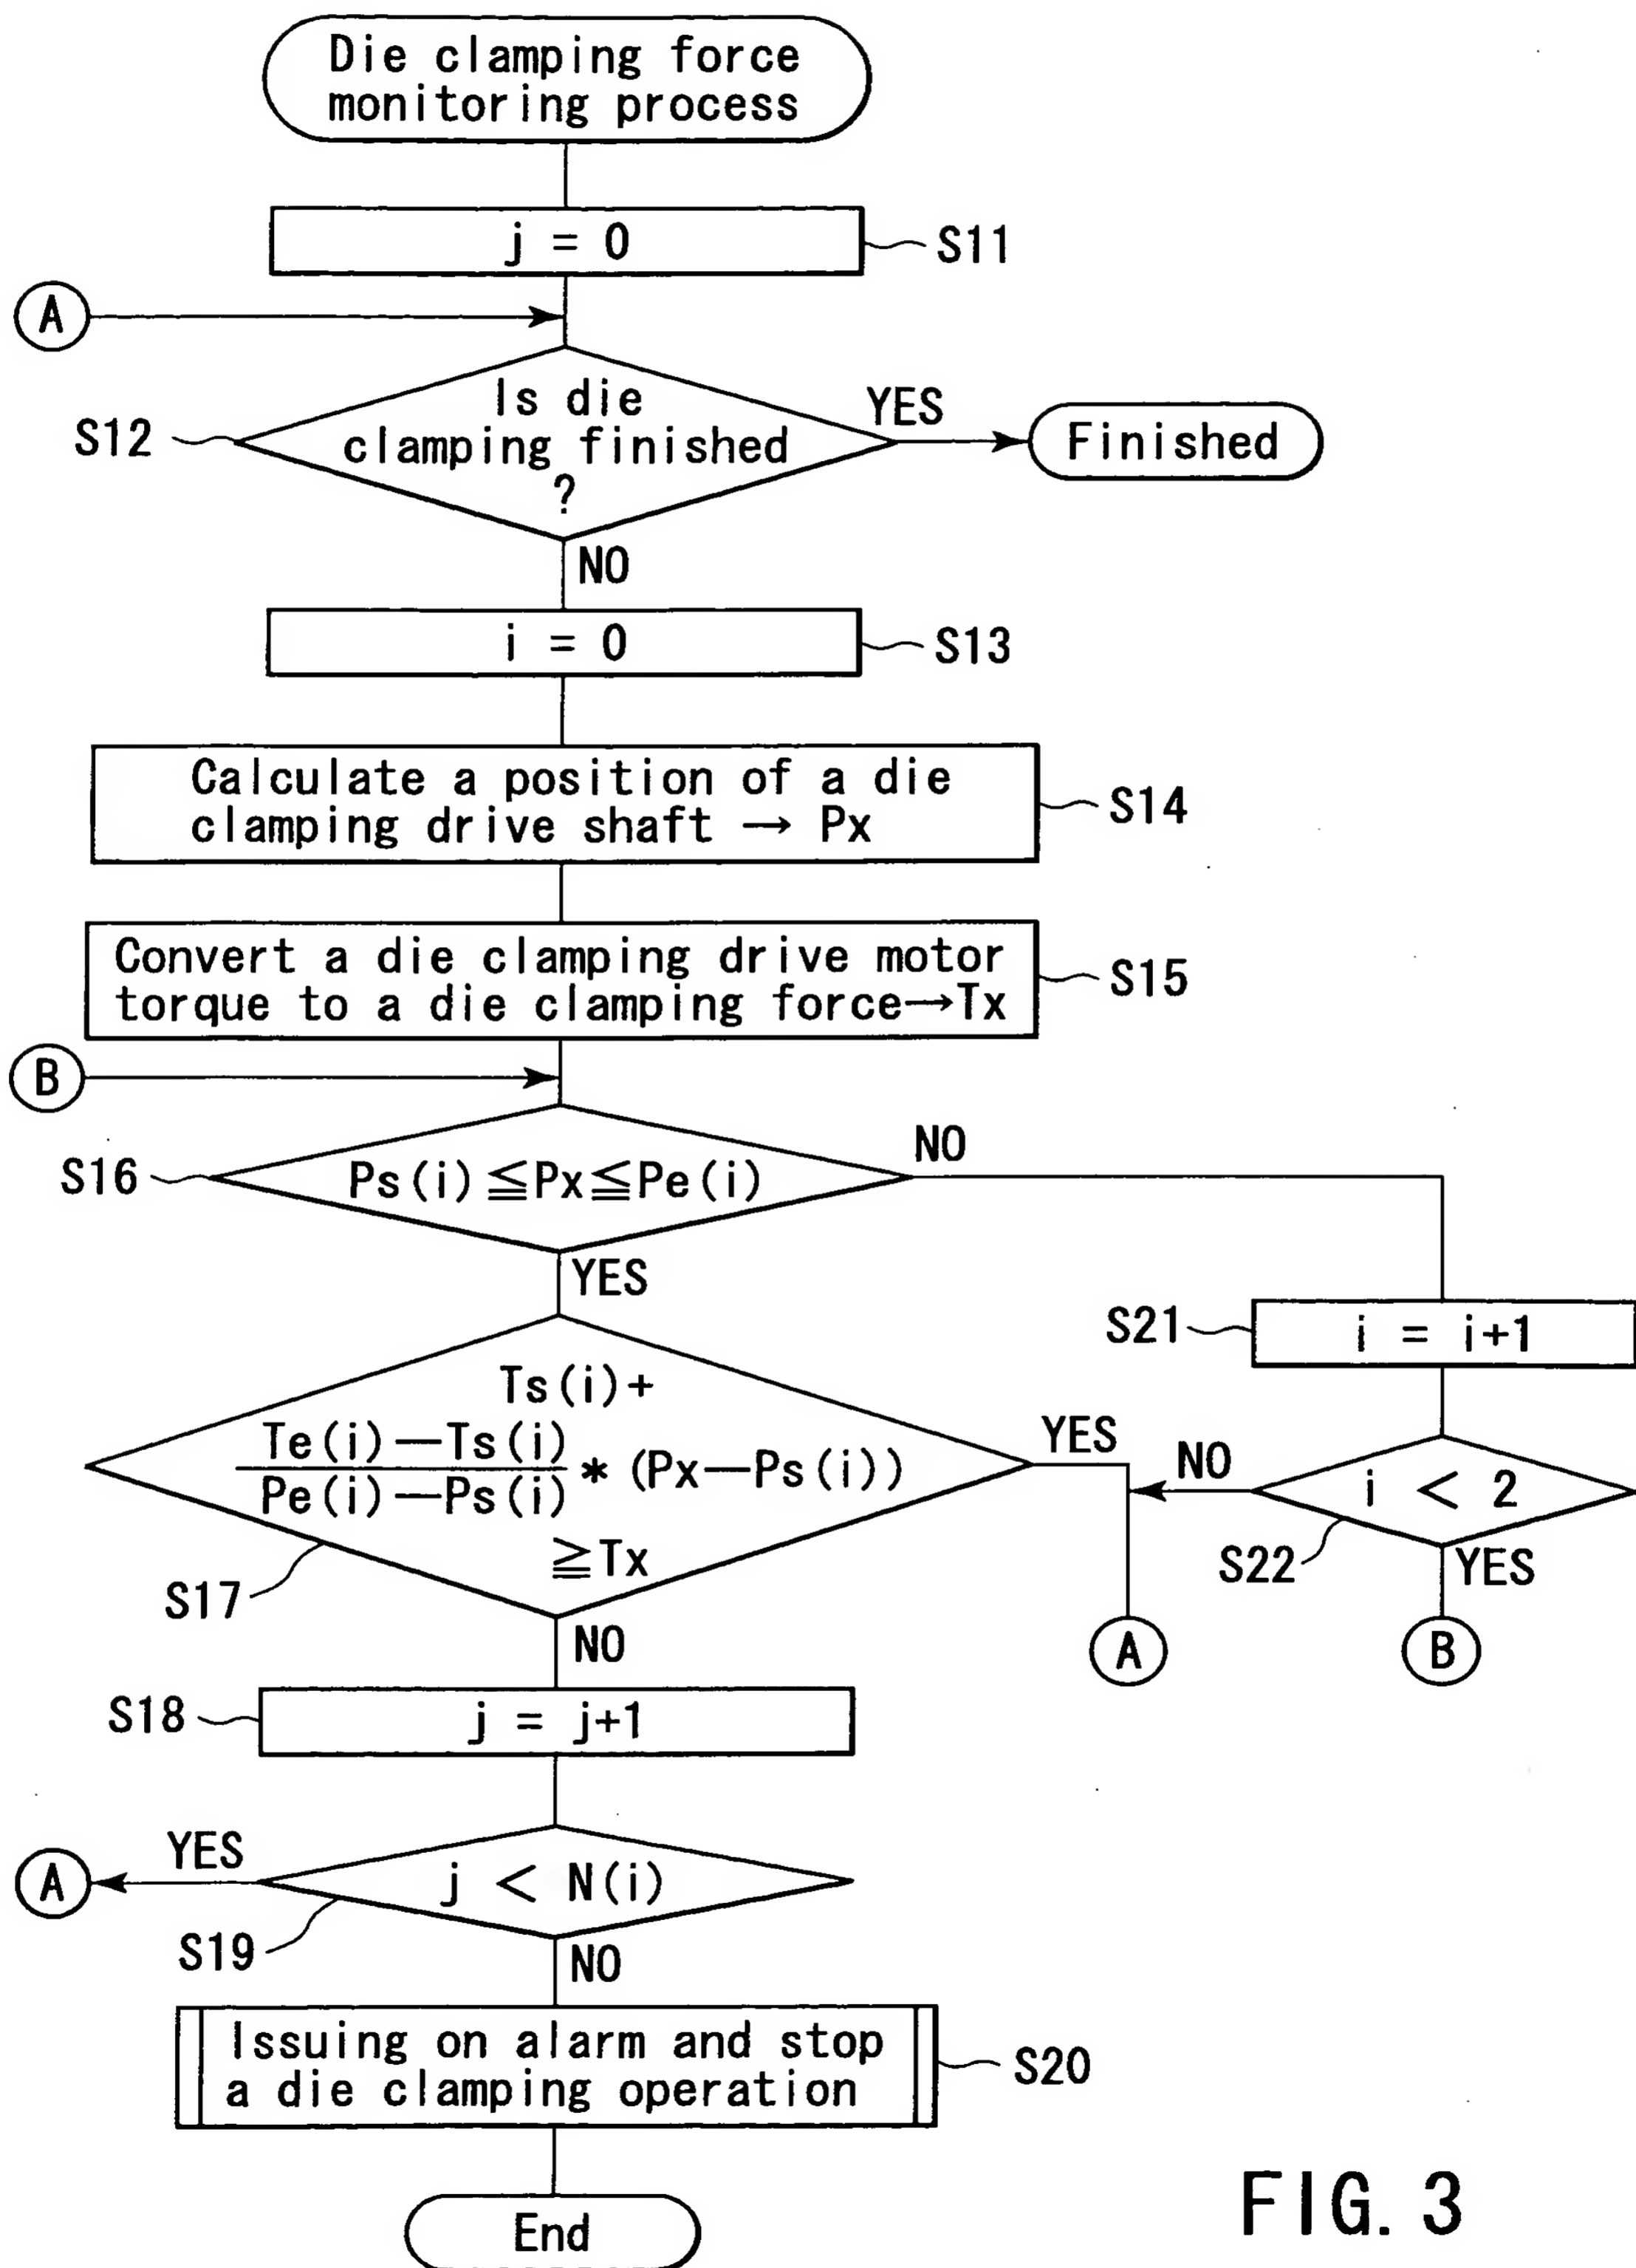 Die clamping force
monitoring process
j = 0
S11
A
Is die
clamping finished
?
S12
YES
Finished
NO
i = 0
S13
Calculate a position of a die
clamping drive shaft → Px
S14
Convert a die clamping drive motor
torque to a die clamping force→Tx
S15
B
S16
Ps(i)≦Px≦Pe(i)
NO
YES
S21
i = i+1
Ts(i)+
Te(i)—Ts(i)
Pe(i)—Ps(i)
* (Px—Ps(i))
≧Tx
YES
S17
NO
i < 2
S22
YES
A
B
NO
S18
j = j+1
A
YES
j < N(i)
S19
NO
Issuing on alarm and stop
a die clamping operation
S20
End
FIG. 3